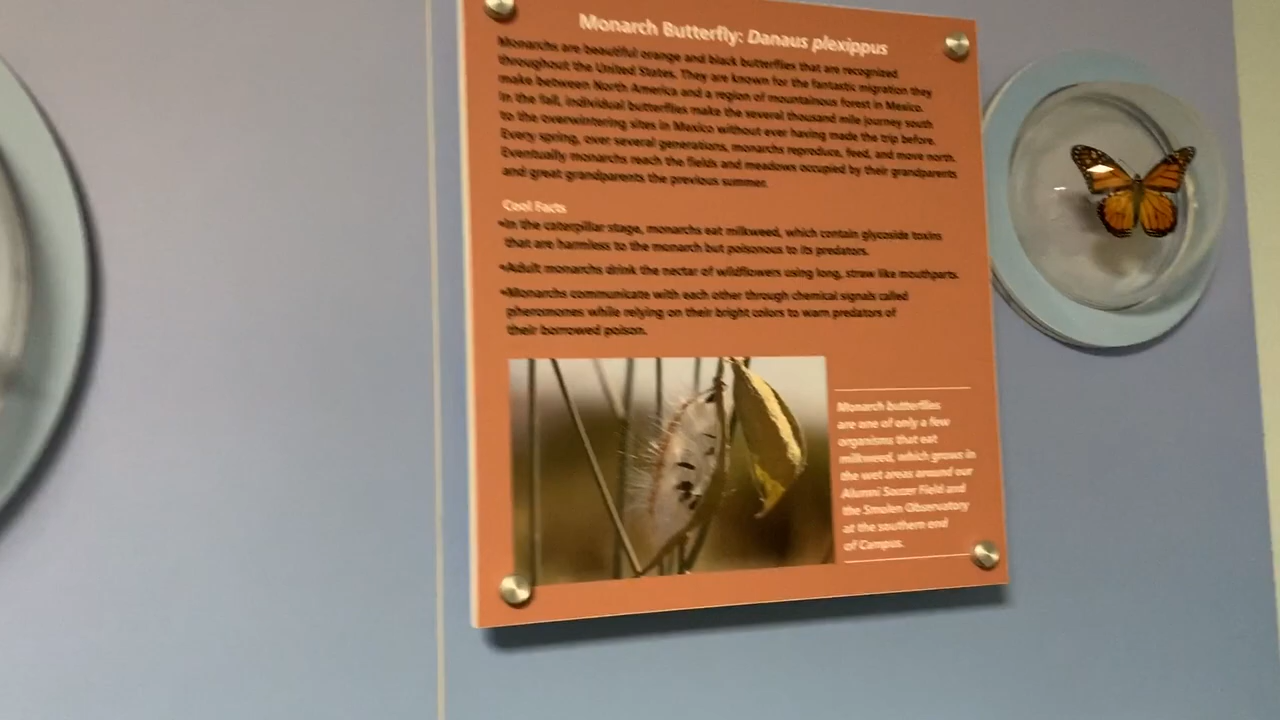 Monarch Butterfly: Danaus plexippus
Monarchs are beautiful orange and black butterflies that are recognized
throughout the United States. They are known for the fantastic migration they
make between North America and a region of mountainous forest in Mexico.
In the fall, individual butterflies make the several thousand mile journey south
to the overwintering sites in Mexico without ever having made the trip before.
Every spring, over several generations, monarchs reproduce, feed, and move north.
Eventually monarchs reach the fields and meadows occupied by their grandparents
and great grandparents the previous summer.
Cool Facts
•In the caterpillar stage, monarchs eat milkweed, which contain glycoside toxins
that are harmless to the monarch but poisonous to its predators.
•Adult monarchs drink the nectar of wildflowers using long, straw like mouthparts.
•Monarchs communicate with each other through chemical signals called
pheromones while relying on their bright colors to warn predators of
their borrowed poison.
Monarch butterflies
are one of only a few
organisms that eat
milkweed, which grows in
the wet areas around our
Alumni Soccer Field and
the Smolen Observatory
at the southern end
of Campus.